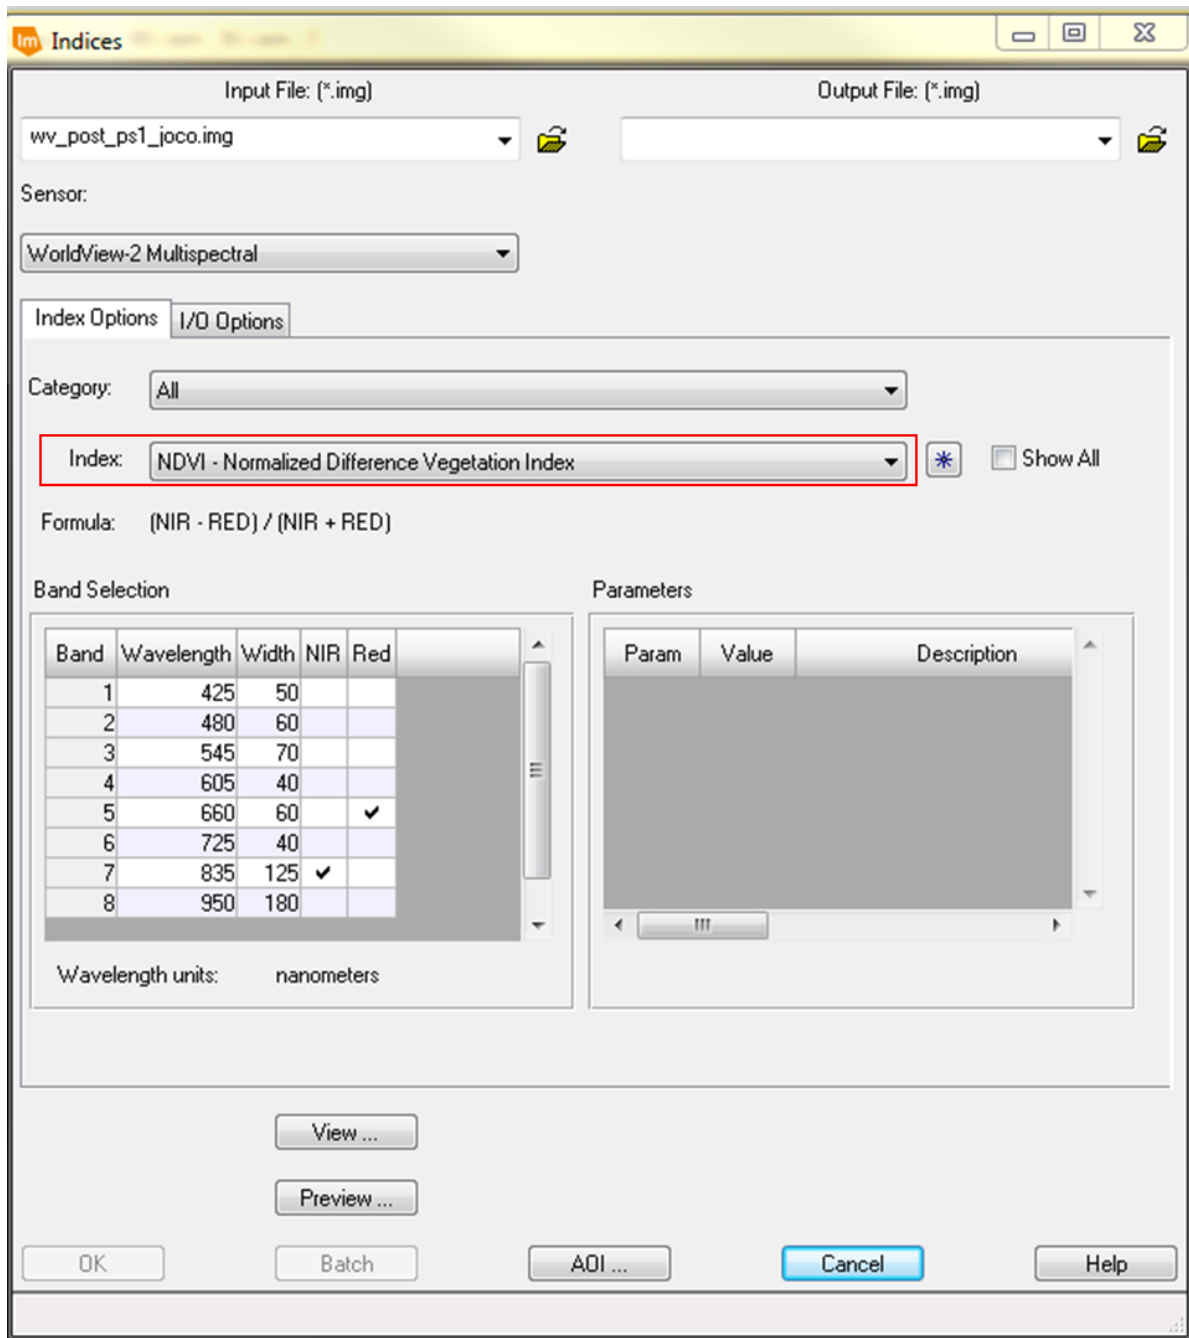 Im Indices
Input File: (*.img) Output File: (*.img)
wv_post_ps1_joco.img
Sensor:
WorldView-2 Multispectral
Index Options I/O Options
Category: All
Index: NDVI - Normalized Difference Vegetation Index Show All
Formula: (NIR - RED) / (NIR + RED)
Band Selection Parameters
Band Wavelength Width NIR Red Param Value Description
1 425 50
2 480 60
3 545 70
4 605 40
5 660 60 ✓
6 725 40
7 835 125 ✓
8 950 180
Wavelength units: nanometers
View ...
Preview ...
OK Batch AOI ... Cancel Help